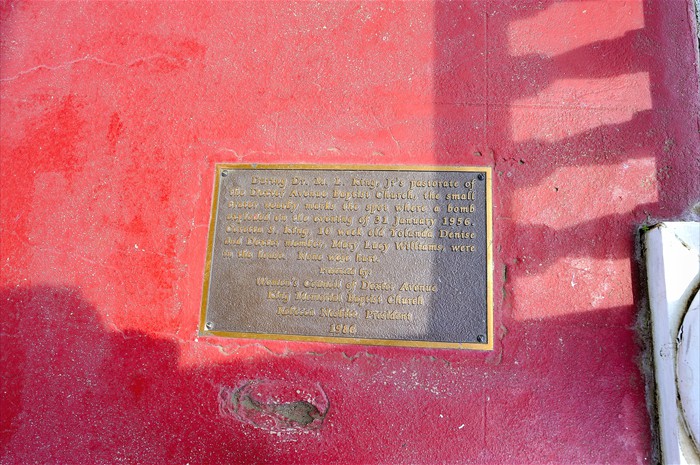 During Dr. M. L. King, Jr's pastorate of
the Dexter Avenue Baptist Church, the small
crater nearby marks the spot where a bomb
exploded on the evening of 31 January 1956.
Coretta S. King, 10 week old Yolanda Denise
and Dexter member, Mary Lucy Williams, were
in the house. None were hurt.
Presented by:
Women's Council of Dexter Avenue
King Memorial Baptist Church
President
1986